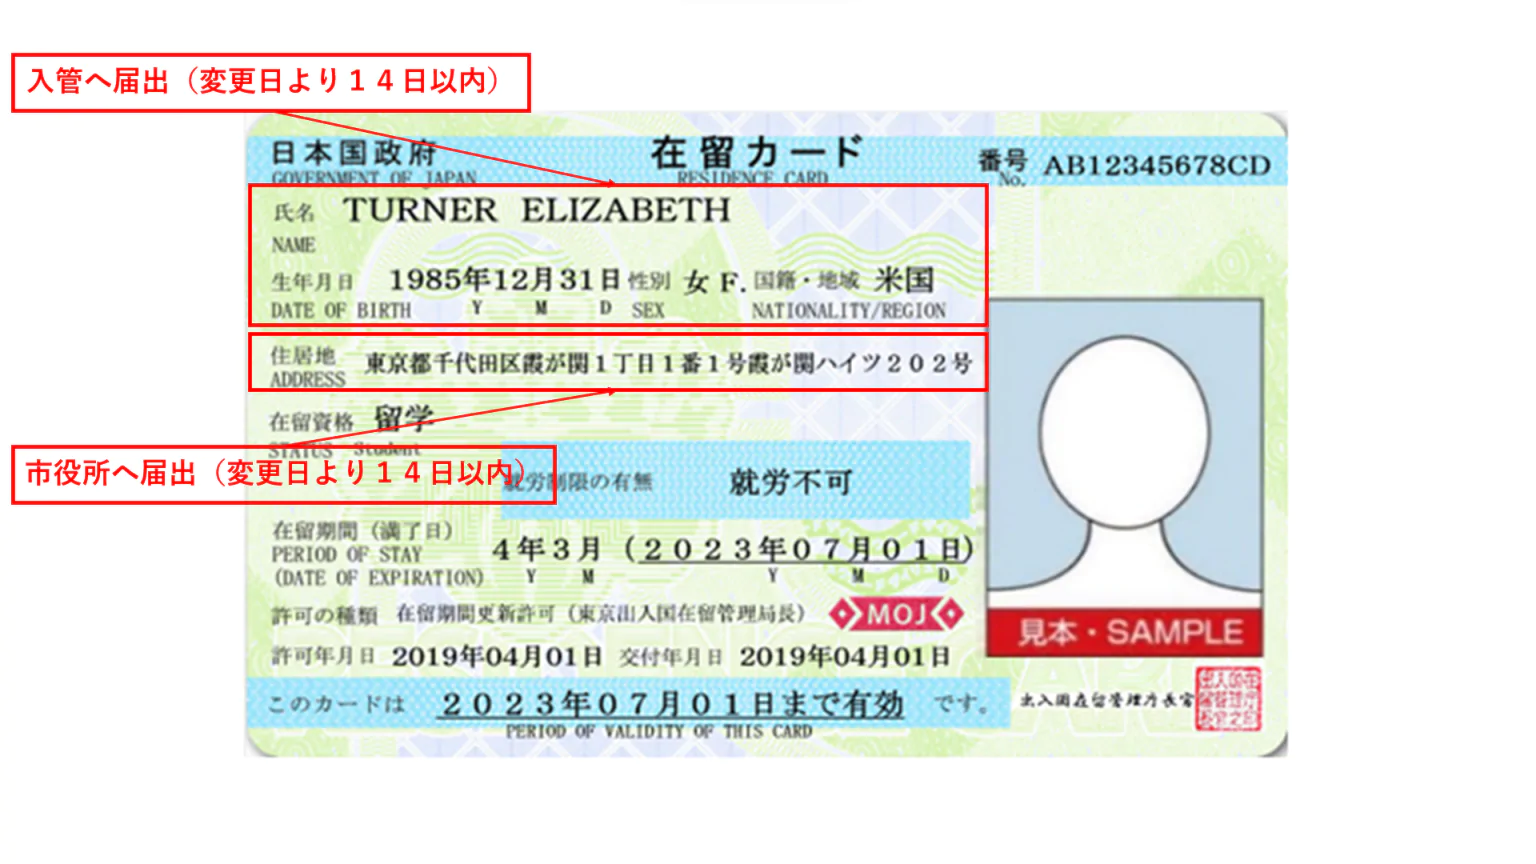 入管へ届出（変更日より１４日以内）
日本国政府 在留カード 番号 AB12345678CD
GOVERNMENT OF JAPAN RESIDENCE CARD No.
氏名 TURNER ELIZABETH
NAME
生年月日 1985年12月31日 性別 女 F. 国籍・地域 米国
DATE OF BIRTH Y M D SEX NATIONALITY/REGION
住居地 東京都千代田区霞が関１丁目１番１号霞が関ハイツ２０２号
ADDRESS
在留資格 留学
STATUS Student
市役所へ届出（変更日より１４日以内）
就労制限の有無 就労不可
在留期間（満了日） 4年3月（２０２３年０７月０１日）
PERIOD OF STAY
(DATE OF EXPIRATION) Y M Y M D
許可の種類 在留期間更新許可（東京出入国在留管理局長） MOJ
見本・SAMPLE
許可年月日 2019年04月01日 交付年月日 2019年04月01日
このカードは ２０２３年０７月０１日まで有効 です。
PERIOD OF VALIDITY OF THIS CARD
出入国在留管理庁長官